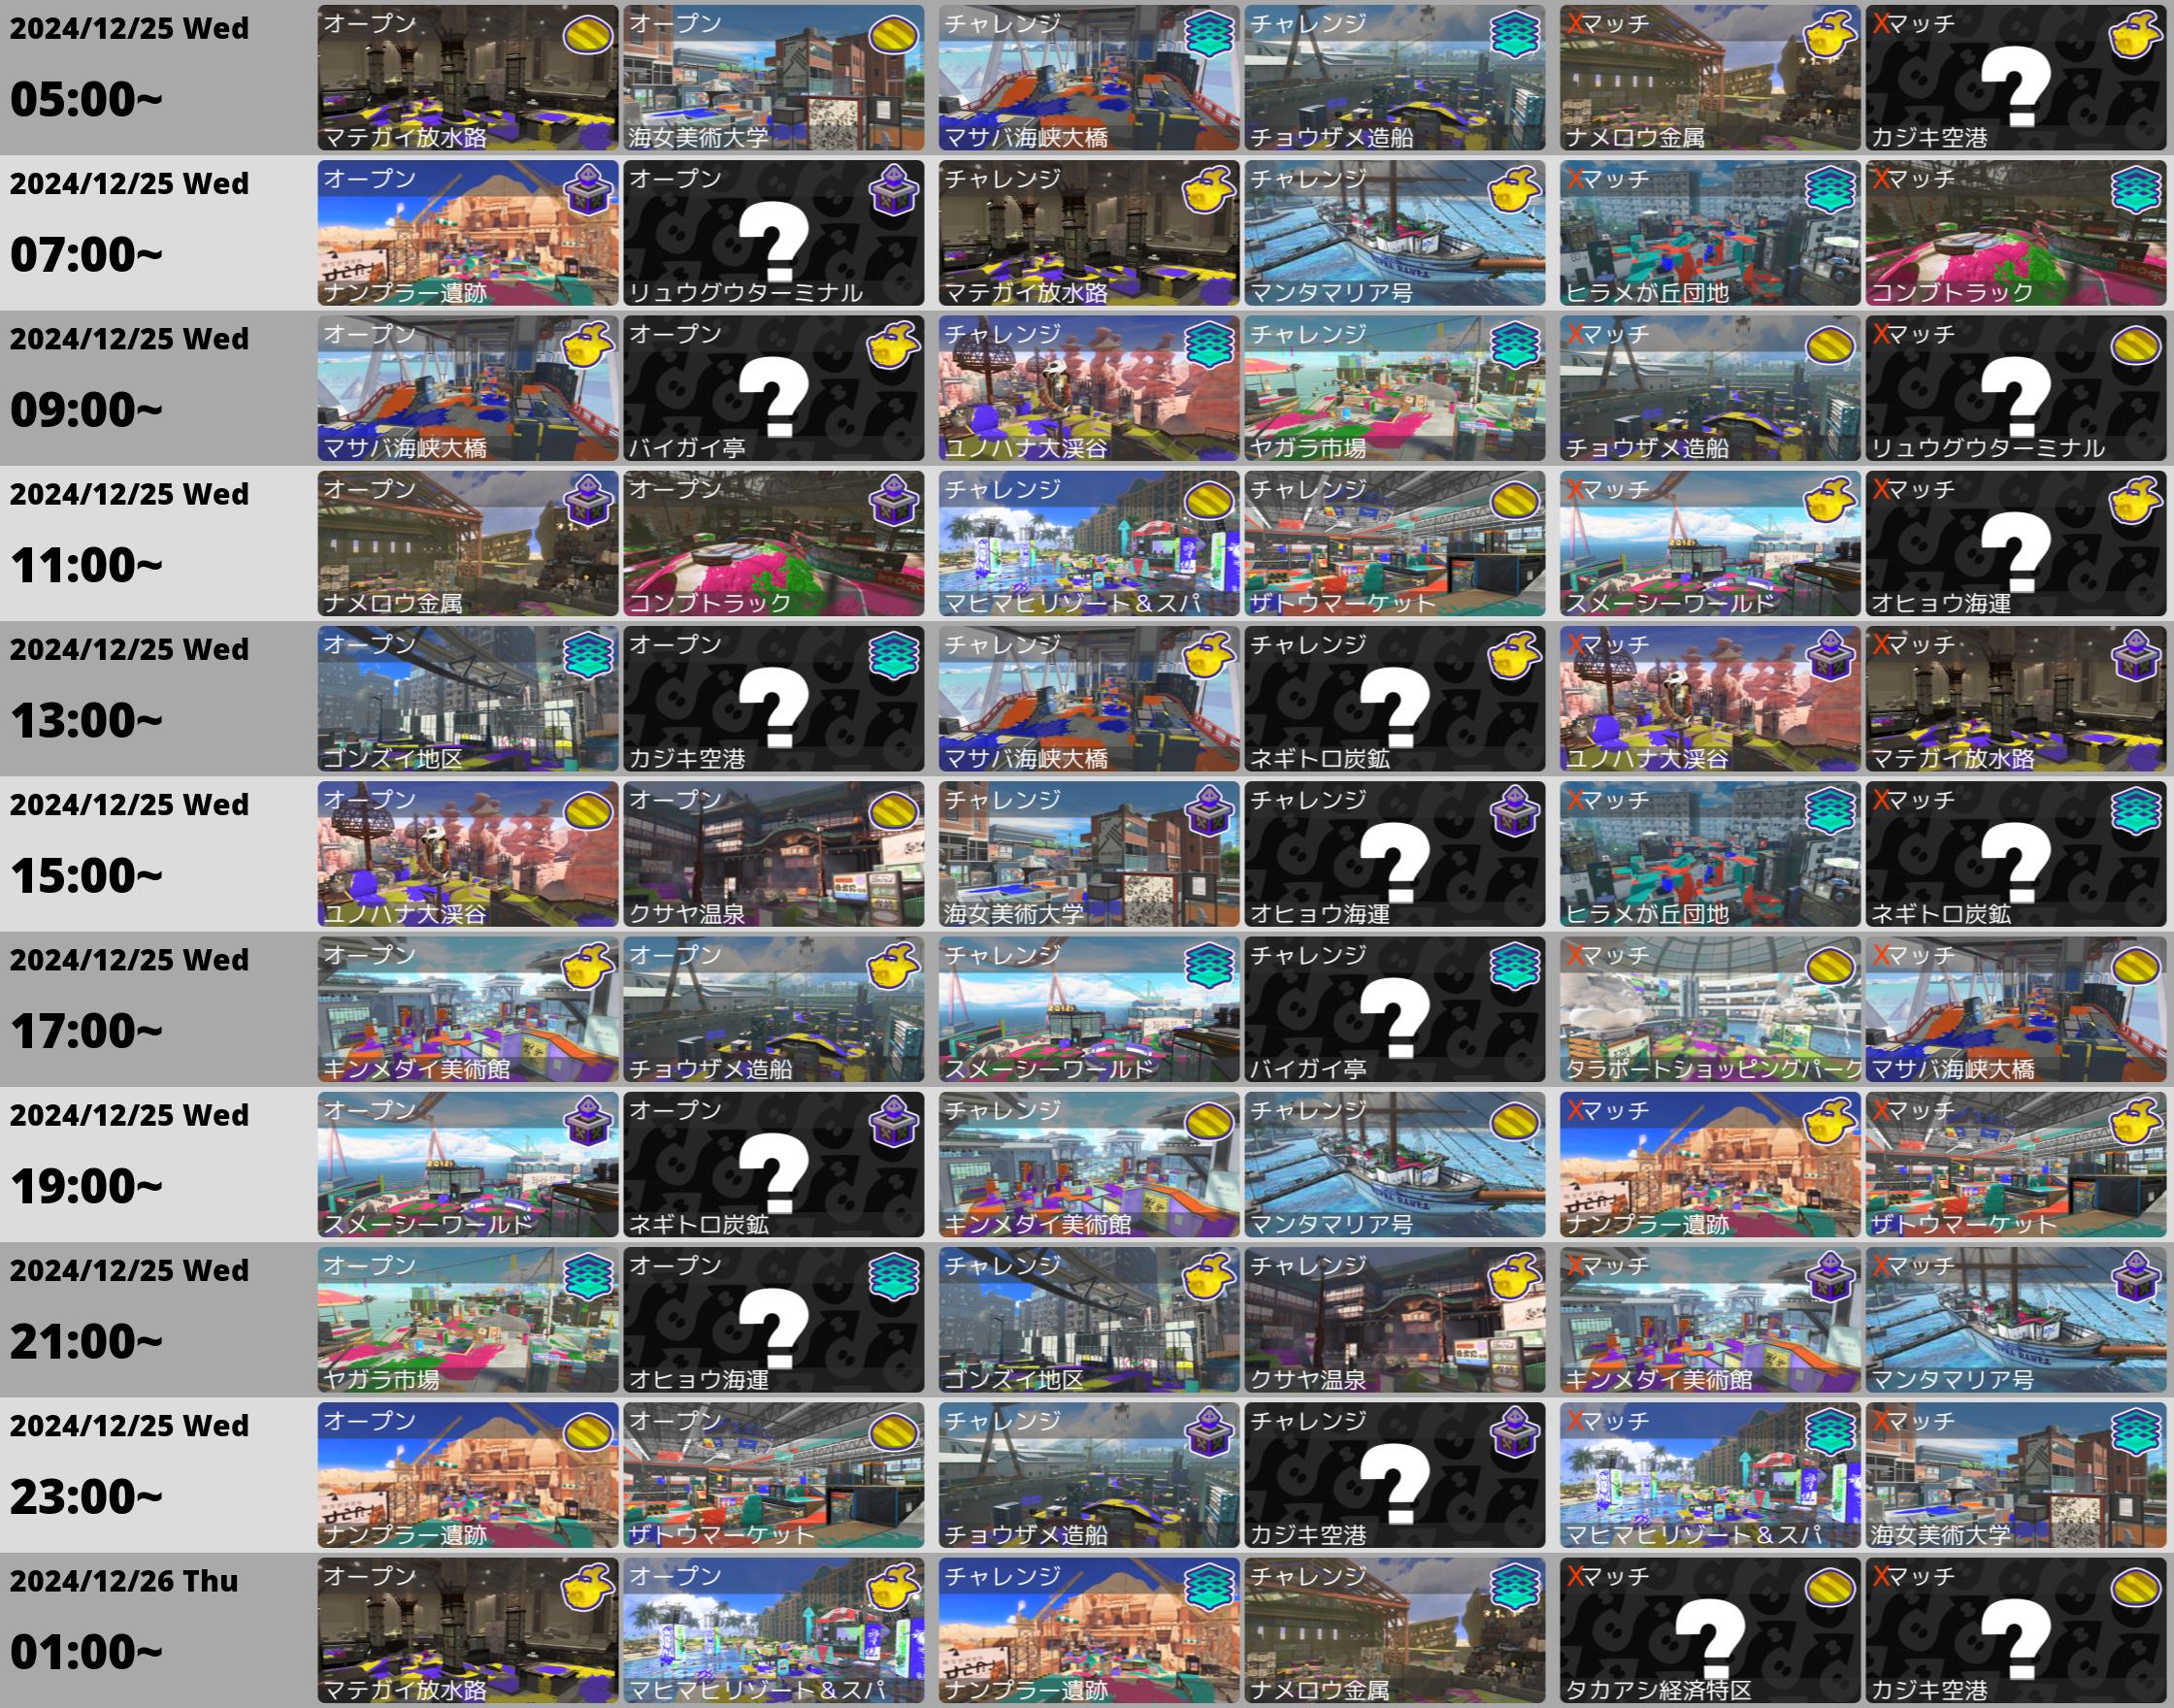 2024/12/25 Wed
05:00~
オープン
マテガイ放水路
オープン
海女美術大学
チャレンジ
マサバ海峡大橋
チャレンジ
チョウザメ造船
Xマッチ
ナメロウ金属
Xマッチ
カジキ空港
2024/12/25 Wed
07:00~
オープン
ナンプラー遺跡
オープン
リュウグウターミナル
チャレンジ
マテガイ放水路
チャレンジ
マンタマリア号
Xマッチ
ヒラメが丘団地
Xマッチ
コンブトラック
2024/12/25 Wed
09:00~
オープン
マサバ海峡大橋
オープン
バイガイ亭
チャレンジ
ユノハナ大渓谷
チャレンジ
ヤガラ市場
Xマッチ
チョウザメ造船
Xマッチ
リュウグウターミナル
2024/12/25 Wed
11:00~
オープン
ナメロウ金属
オープン
コンブトラック
チャレンジ
マヒマヒリゾート＆スパ
チャレンジ
ザトウマーケット
Xマッチ
スメーシーワールド
Xマッチ
オヒョウ海運
2024/12/25 Wed
13:00~
オープン
ゴンズイ地区
オープン
カジキ空港
チャレンジ
マサバ海峡大橋
チャレンジ
ネギトロ炭鉱
Xマッチ
ユノハナ大渓谷
Xマッチ
マテガイ放水路
2024/12/25 Wed
15:00~
オープン
ユノハナ大渓谷
オープン
クサヤ温泉
チャレンジ
海女美術大学
チャレンジ
オヒョウ海運
Xマッチ
ヒラメが丘団地
Xマッチ
ネギトロ炭鉱
2024/12/25 Wed
17:00~
オープン
キンメダイ美術館
オープン
チョウザメ造船
チャレンジ
スメーシーワールド
チャレンジ
バイガイ亭
Xマッチ
タラポートショッピングパーク
Xマッチ
マサバ海峡大橋
2024/12/25 Wed
19:00~
オープン
スメーシーワールド
オープン
ネギトロ炭鉱
チャレンジ
キンメダイ美術館
チャレンジ
マンタマリア号
Xマッチ
ナンプラー遺跡
Xマッチ
ザトウマーケット
2024/12/25 Wed
21:00~
オープン
ヤガラ市場
オープン
オヒョウ海運
チャレンジ
ゴンズイ地区
チャレンジ
クサヤ温泉
Xマッチ
キンメダイ美術館
Xマッチ
マンタマリア号
2024/12/25 Wed
23:00~
オープン
ナンプラー遺跡
オープン
ザトウマーケット
チャレンジ
チョウザメ造船
チャレンジ
カジキ空港
Xマッチ
マヒマヒリゾート＆スパ
Xマッチ
海女美術大学
2024/12/26 Thu
01:00~
オープン
マテガイ放水路
オープン
マヒマヒリゾート＆スパ
チャレンジ
ナンプラー遺跡
チャレンジ
ナメロウ金属
Xマッチ
タカアシ経済特区
Xマッチ
カジキ空港